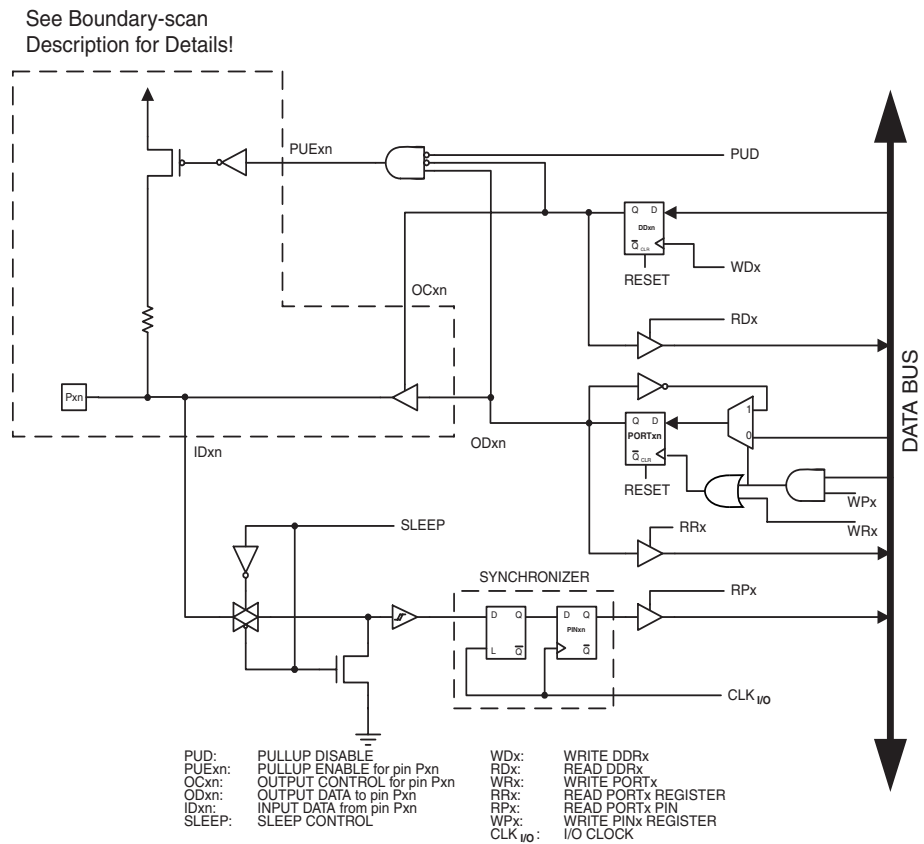 See Boundary-scan
Description for Details!
PUExn
PUD
Q D
DDxn
Q CLR
WDx
RESET
OCxn
RDx
DATA BUS
Pxn
1
Q D
PORTxn
0
ODxn
Q CLR
IDxn
RESET
WPx
WRx
SLEEP
RRx
SYNCHRONIZER
RPx
D Q
D Q
PINxn
L Q
Q
CLK I/O
PUD: PULLUP DISABLE
PUExn: PULLUP ENABLE for pin Pxn
OCxn: OUTPUT CONTROL for pin Pxn
ODxn: OUTPUT DATA to pin Pxn
IDxn: INPUT DATA from pin Pxn
SLEEP: SLEEP CONTROL
WDx: WRITE DDRx
RDx: READ DDRx
WRx: WRITE PORTx
RRx: READ PORTx REGISTER
RPx: READ PORTx PIN
WPx: WRITE PINx REGISTER
CLK I/O: I/O CLOCK